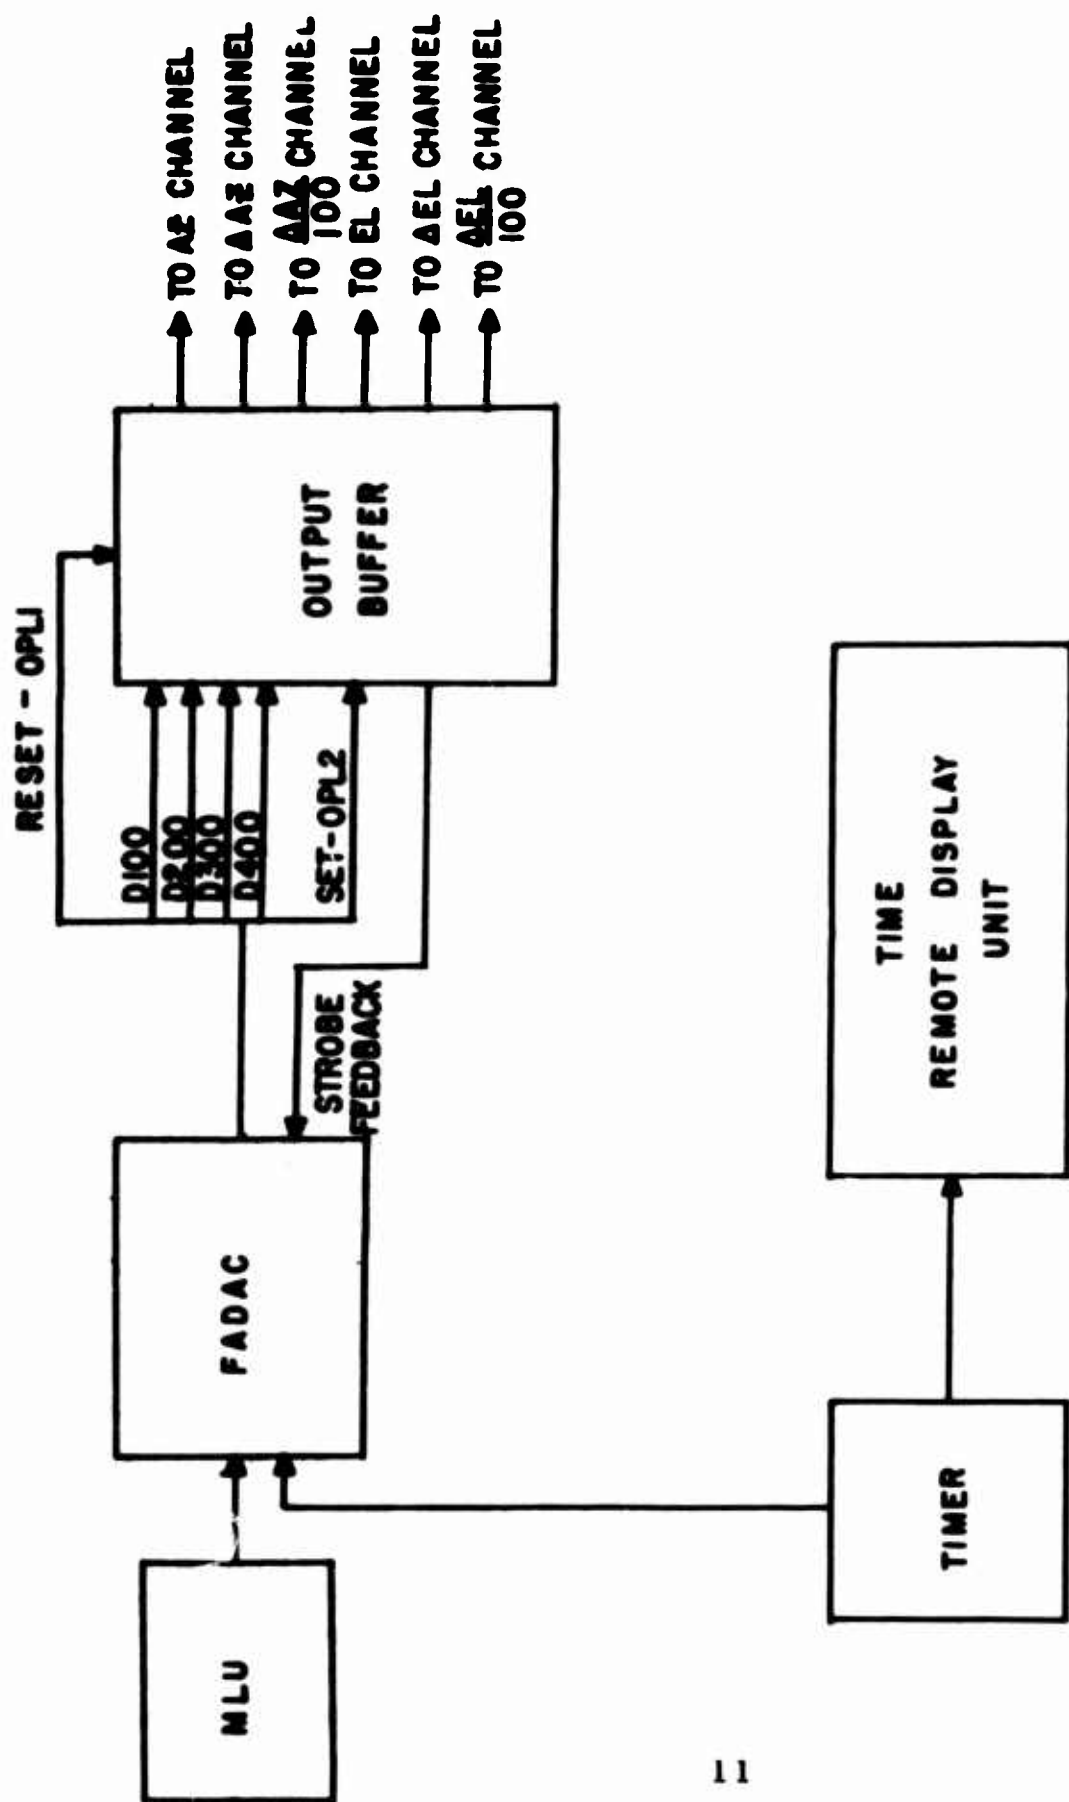 RESET - OPL1
D100
D200
D300
D400
SET-OPL2
STROBE
FEEDBACK
MLU
FADAC
OUTPUT
BUFFER
TO AZ CHANNEL
TO ΔAZ CHANNEL
TO ΔAZ CHANNEL
100
TO EL CHANNEL
TO ΔEL CHANNEL
TO ΔEL CHANNEL
100
TIMER
TIME
REMOTE DISPLAY
UNIT
11